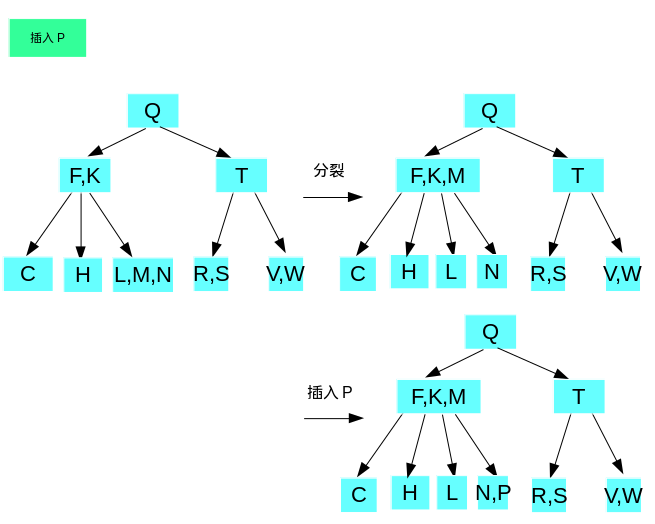 插入 P
Q
Q
F,K
T
分裂
F,K,M
T
C
H
L,M,N
R,S
V,W
C
H
L
N
R,S
V,W
Q
插入 P
F,K,M
T
C
H
L
N,P
R,S
V,W